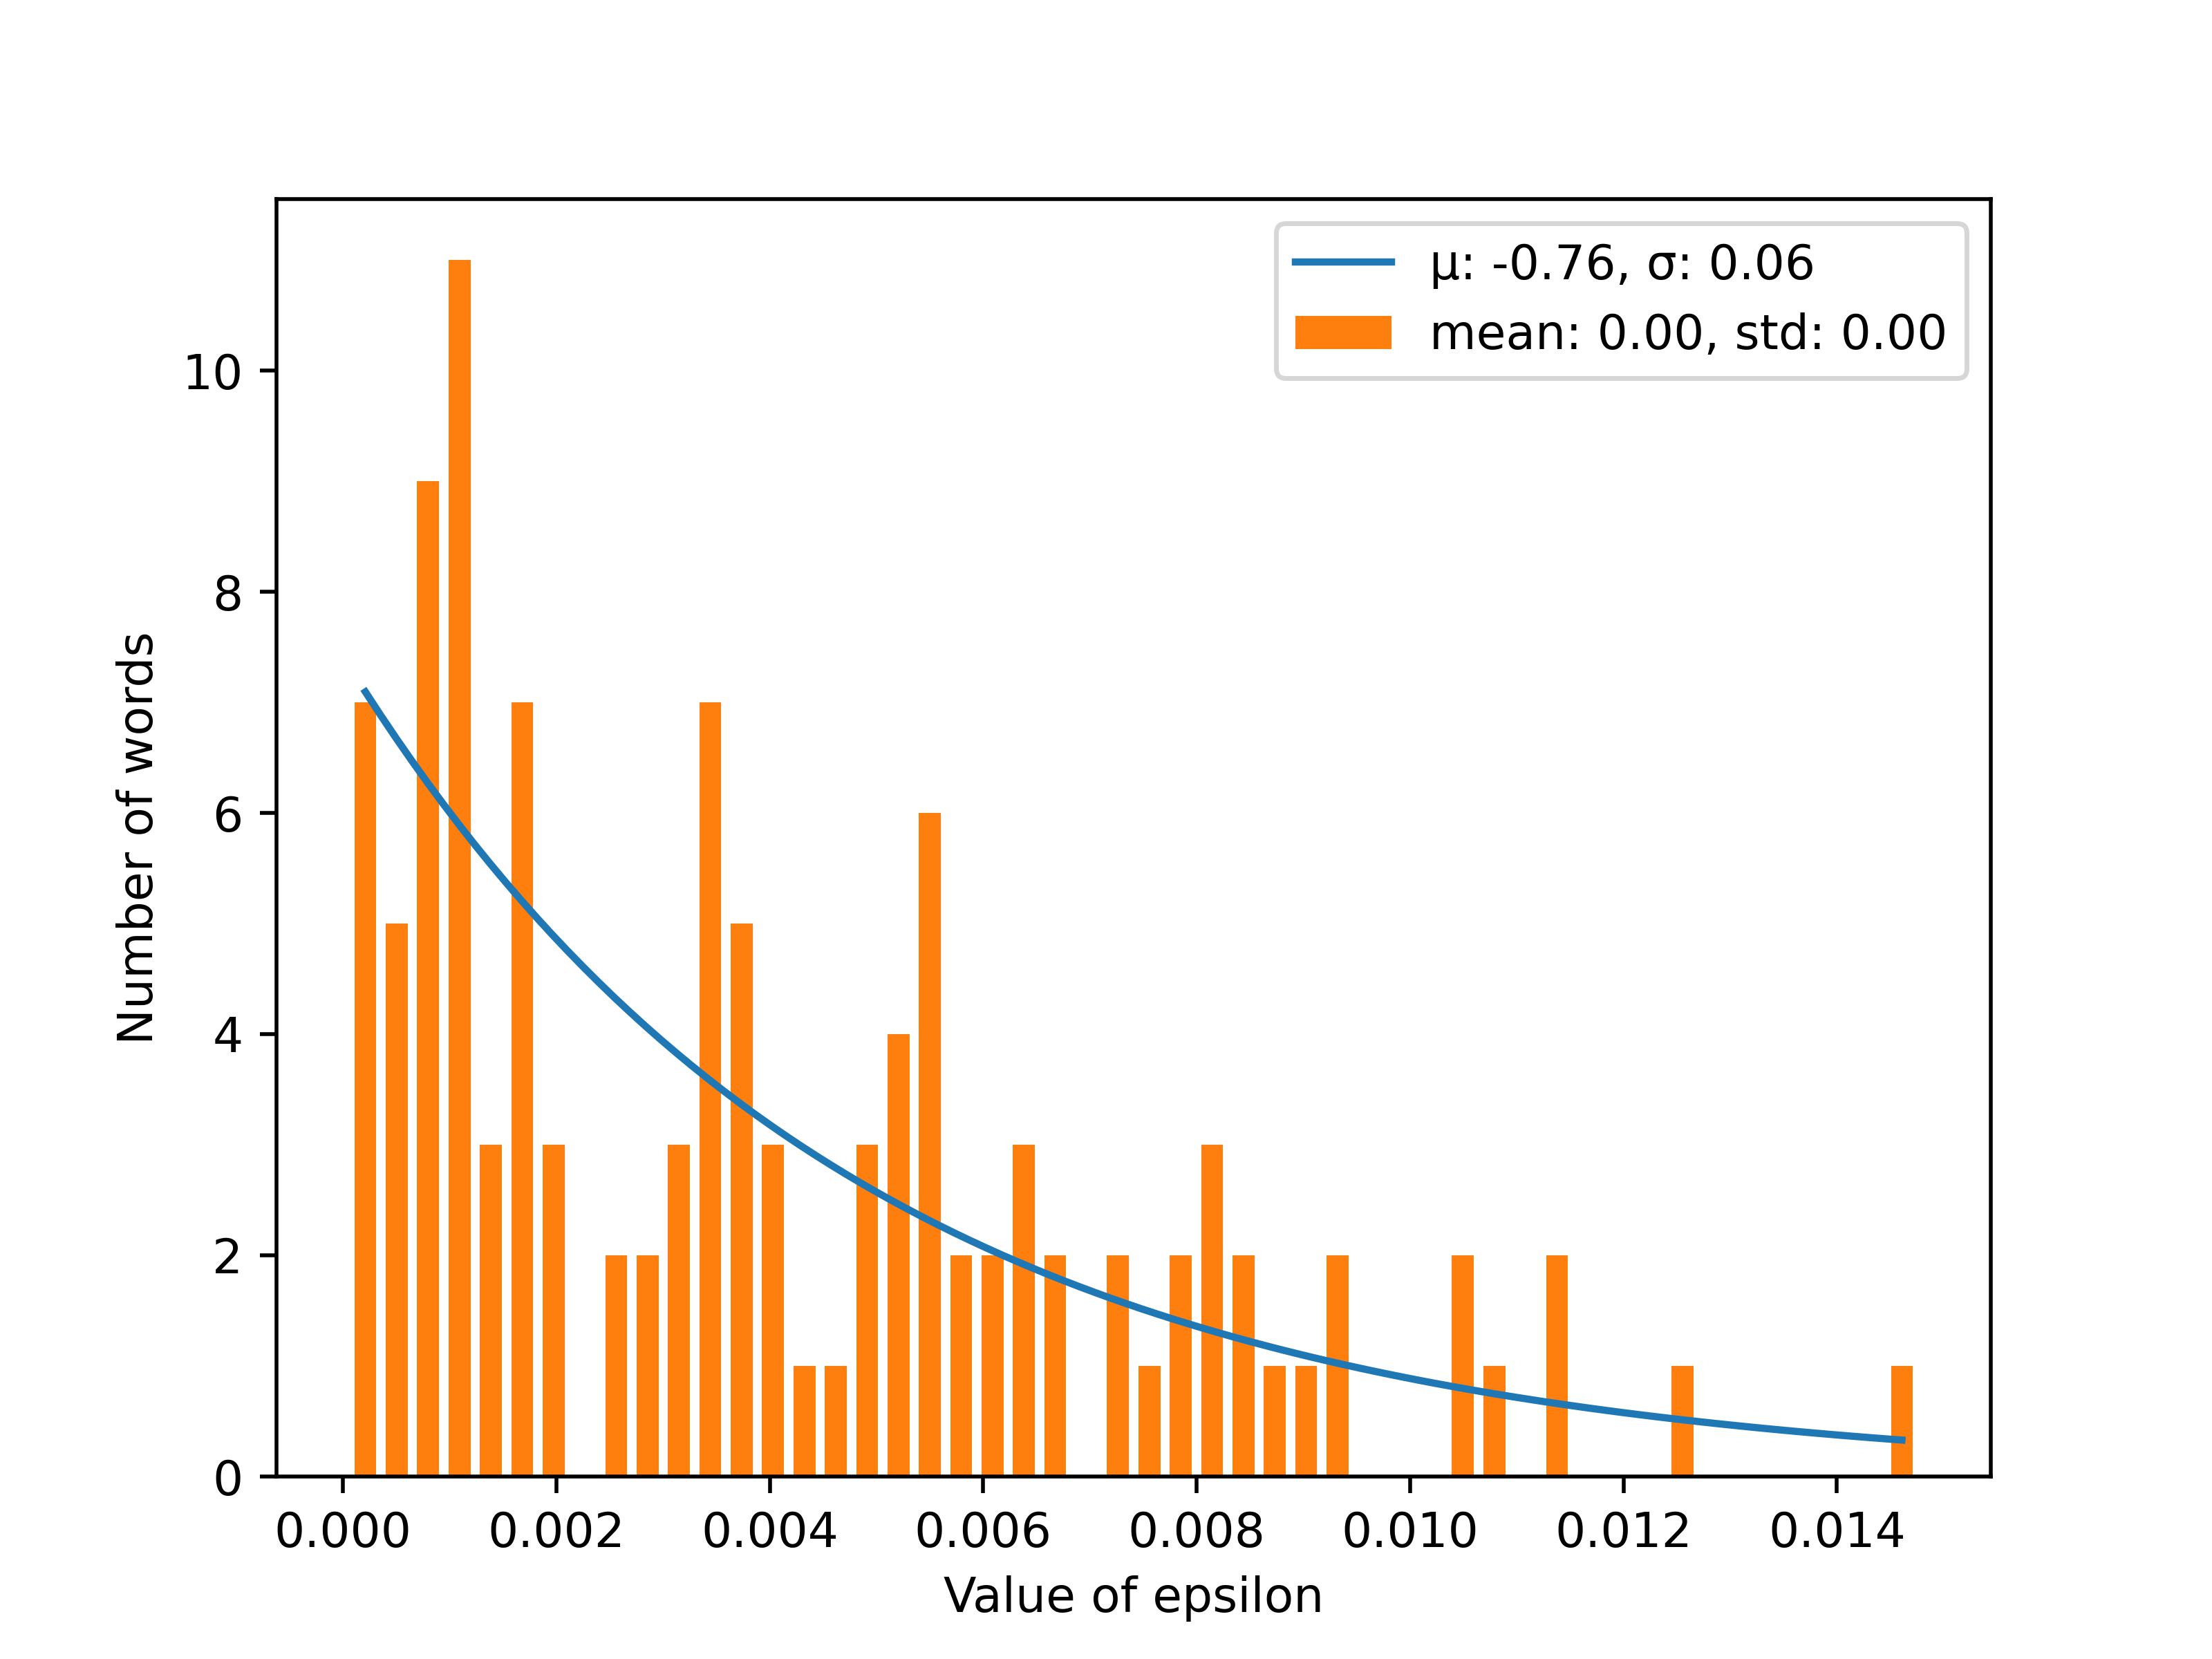 μ: -0.76, σ: 0.06
mean: 0.00, std: 0.00
10
8
6
4
2
0
Number of words
0.000 0.002 0.004 0.006 0.008 0.010 0.012 0.014
Value of epsilon